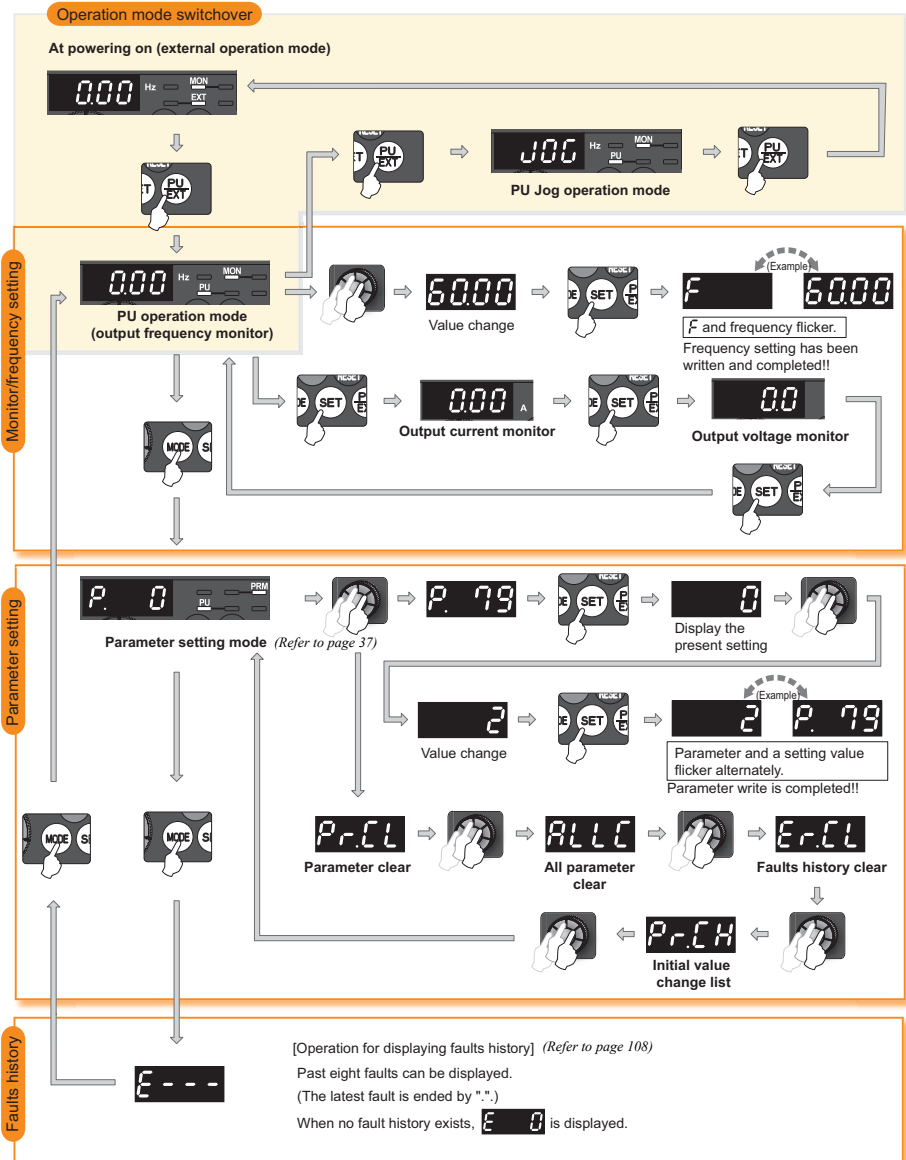 Operation mode switchover
At powering on (external operation mode)
0.00 Hz MON EXT
PU EXT
PU EXT
JOG Hz MON PU
PU EXT
PU Jog operation mode
Monitor/frequency setting
0.00 Hz MON PU
PU operation mode
(output frequency monitor)
60.00
Value change
RESET
SET
(Example)
F 60.00
F and frequency flicker.
Frequency setting has been
written and completed!!
RESET
SET
0.00 A
Output current monitor
RESET
SET
0.0
Output voltage monitor
MODE
SET
Parameter setting
P. 0 PU PRM
Parameter setting mode (Refer to page 37)
P. 79
RESET
SET
0
Display the
present setting
2
Value change
RESET
SET
(Example)
2 P. 79
Parameter and a setting value
flicker alternately.
Parameter write is completed!!
MODE
MODE
Pr.CL
Parameter clear
ALLC
All parameter
clear
Er.CL
Faults history clear
Pr.CH
Initial value
change list
Faults history
E---
[Operation for displaying faults history] (Refer to page 108)
Past eight faults can be displayed.
(The latest fault is ended by ".".)
When no fault history exists, E 0 is displayed.